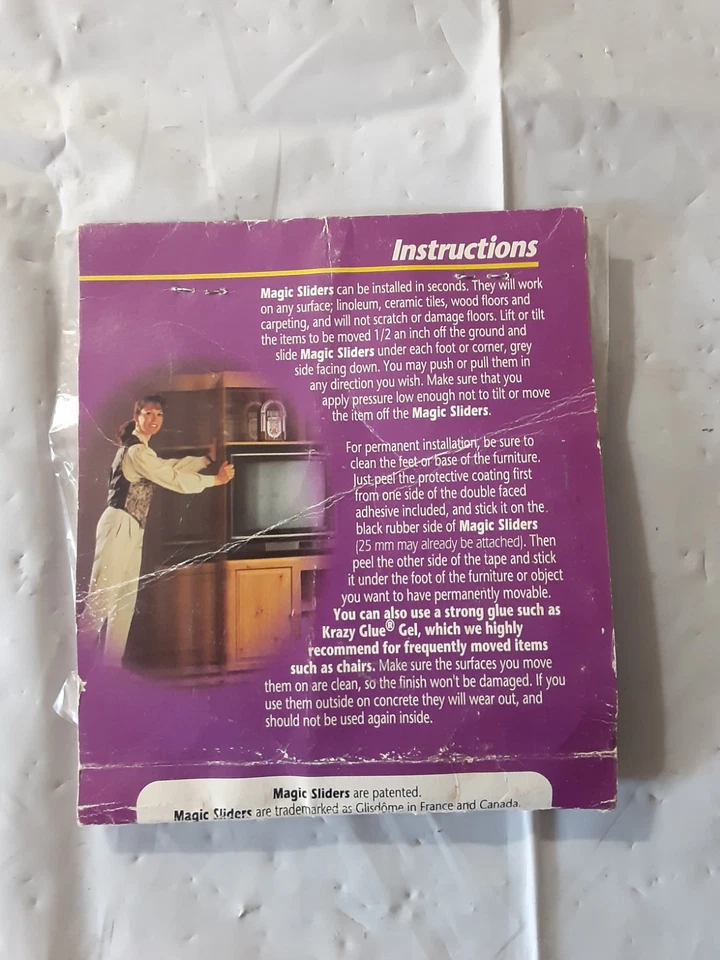 Instructions
Magic Sliders can be installed in seconds. They will work
on any surface; linoleum, ceramic tiles, wood floors and
carpeting, and will not scratch or damage floors. Lift or tilt
the items to be moved 1/2 an inch off the ground and
slide Magic Sliders under each foot or corner, grey
side facing down. You may push or pull them in
any direction you wish. Make sure that you
apply pressure low enough not to tilt or move
the item off the Magic Sliders.
For permanent installation, be sure to
clean the feet or base of the furniture.
Just peel the protective coating first
from one side of the double faced
adhesive included, and stick it on the
black rubber side of Magic Sliders
(25 mm may already be attached). Then
peel the other side of the tape and stick
it under the foot of the furniture or object
you want to have permanently movable.
You can also use a strong glue such as
Krazy Glue® Gel, which we highly
recommend for frequently moved items
such as chairs. Make sure the surfaces you move
them on are clean, so the finish won't be damaged. If you
use them outside on concrete they will wear out, and
should not be used again inside.
Magic Sliders are patented.
Magic Sliders are trademarked as Glisdôme in France and Canada.